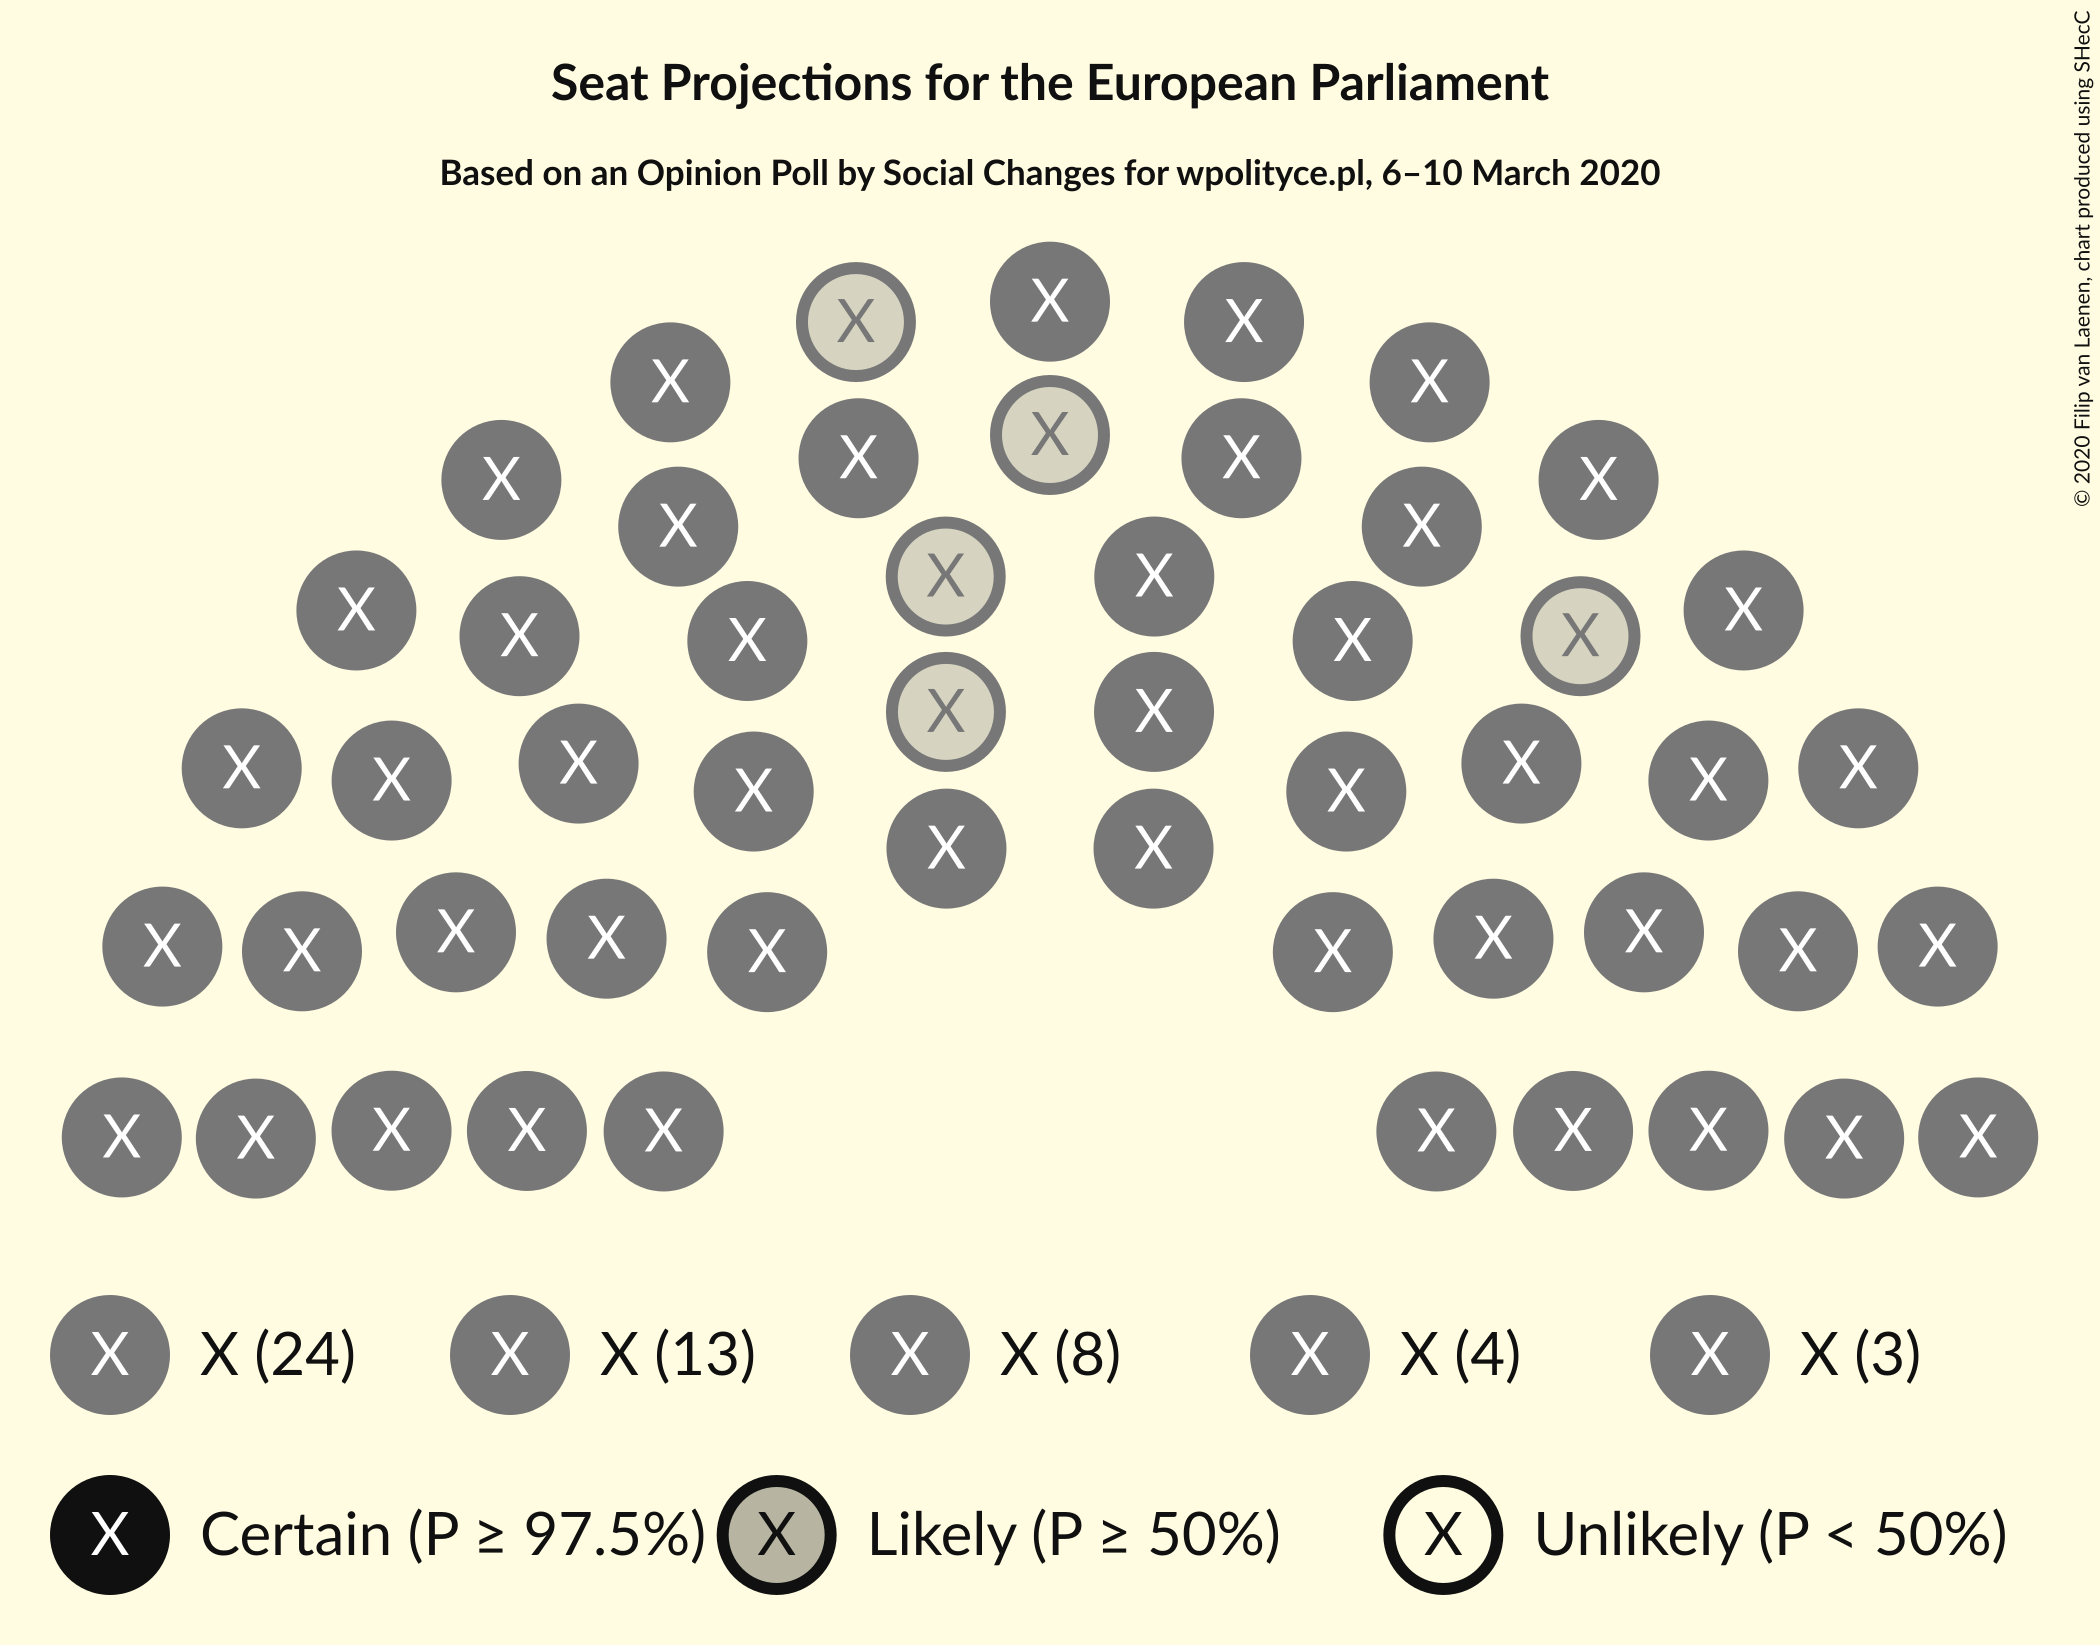 Seat Projections for the European Parliament
Based on an Opinion Poll by Social Changes for wpolityce.pl, 6–10 March 2020
© 2020 Filip van Laenen, chart produced using SHecC
X X X
X X
X X X
X X
X X
X X
X X X X X X
X X
X X X X X X X X
X X
X X X X X X X X X X
X X X X X X X X X X
X X (24) X X (13) X X (8) X X (4) X X (3)
X Certain (P ≥ 97.5%) X Likely (P ≥ 50%) X Unlikely (P < 50%)